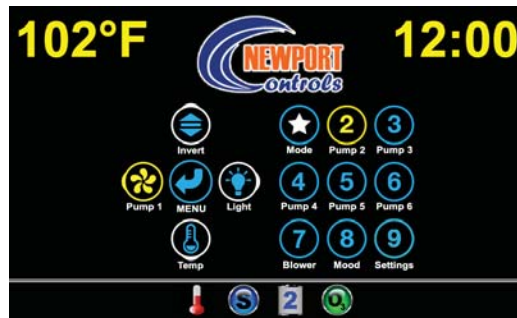 102°F
12:00
NEWPORT
Controls
Invert
Mode
2
Pump 2
3
Pump 3
Pump 1
MENU
Light
4
Pump 4
5
Pump 5
6
Pump 6
Temp
7
Blower
8
Mood
9
Settings
S
2
O3